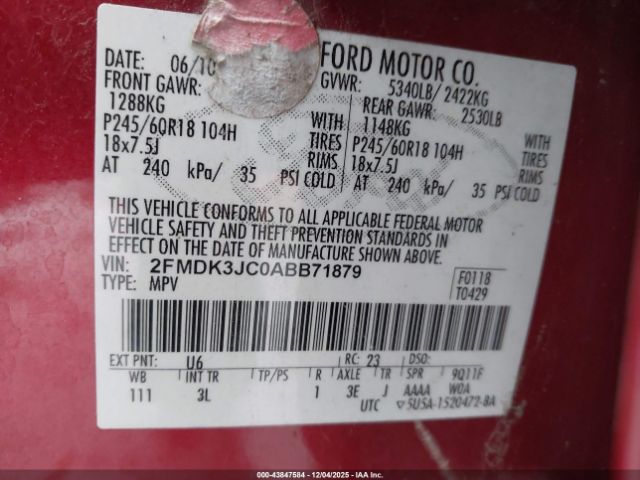 DATE: 06/10 FORD MOTOR CO.
FRONT GAWR: GVWR: 5340LB/ 2422KG
1288KG REAR GAWR: 2530LB
P245/60R18 104H WITH 1148KG WITH
18x7.5J TIRES P245/60R18 104H TIRES
AT 240 kPa/ 35 RIMS 18x7.5J RIMS
PSI COLD AT 240 kPa/ 35 PSI COLD
THIS VEHICLE CONFORMS TO ALL APPLICABLE FEDERAL MOTOR
VEHICLE SAFETY AND THEFT PREVENTION STANDARDS IN
EFFECT ON THE DATE OF MANUFACTURE SHOWN ABOVE.
VIN: 2FMDK3JC0ABB71879 F0118
TYPE: MPV T0429
EXT PNT: U6 RC: 23 DSO:
WB INT TR TP/PS R AXLE TR SPR 9Q11F
111 3L 1 3E J AAAA WOA
UTC 5U5A-1520472-BA
000-43847584 - 12/04/2025 - IAA Inc.